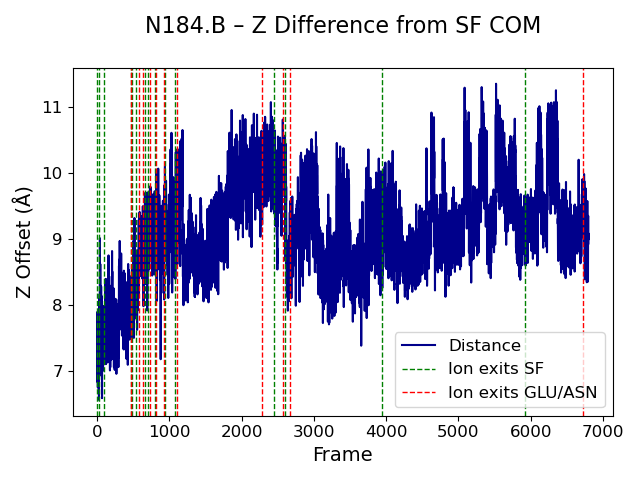 N184.B – Z Difference from SF COM
Z Offset (Å)
11
10
9
8
7
Distance
Ion exits SF
Ion exits GLU/ASN
0
1000
2000
3000
4000
5000
6000
7000
Frame